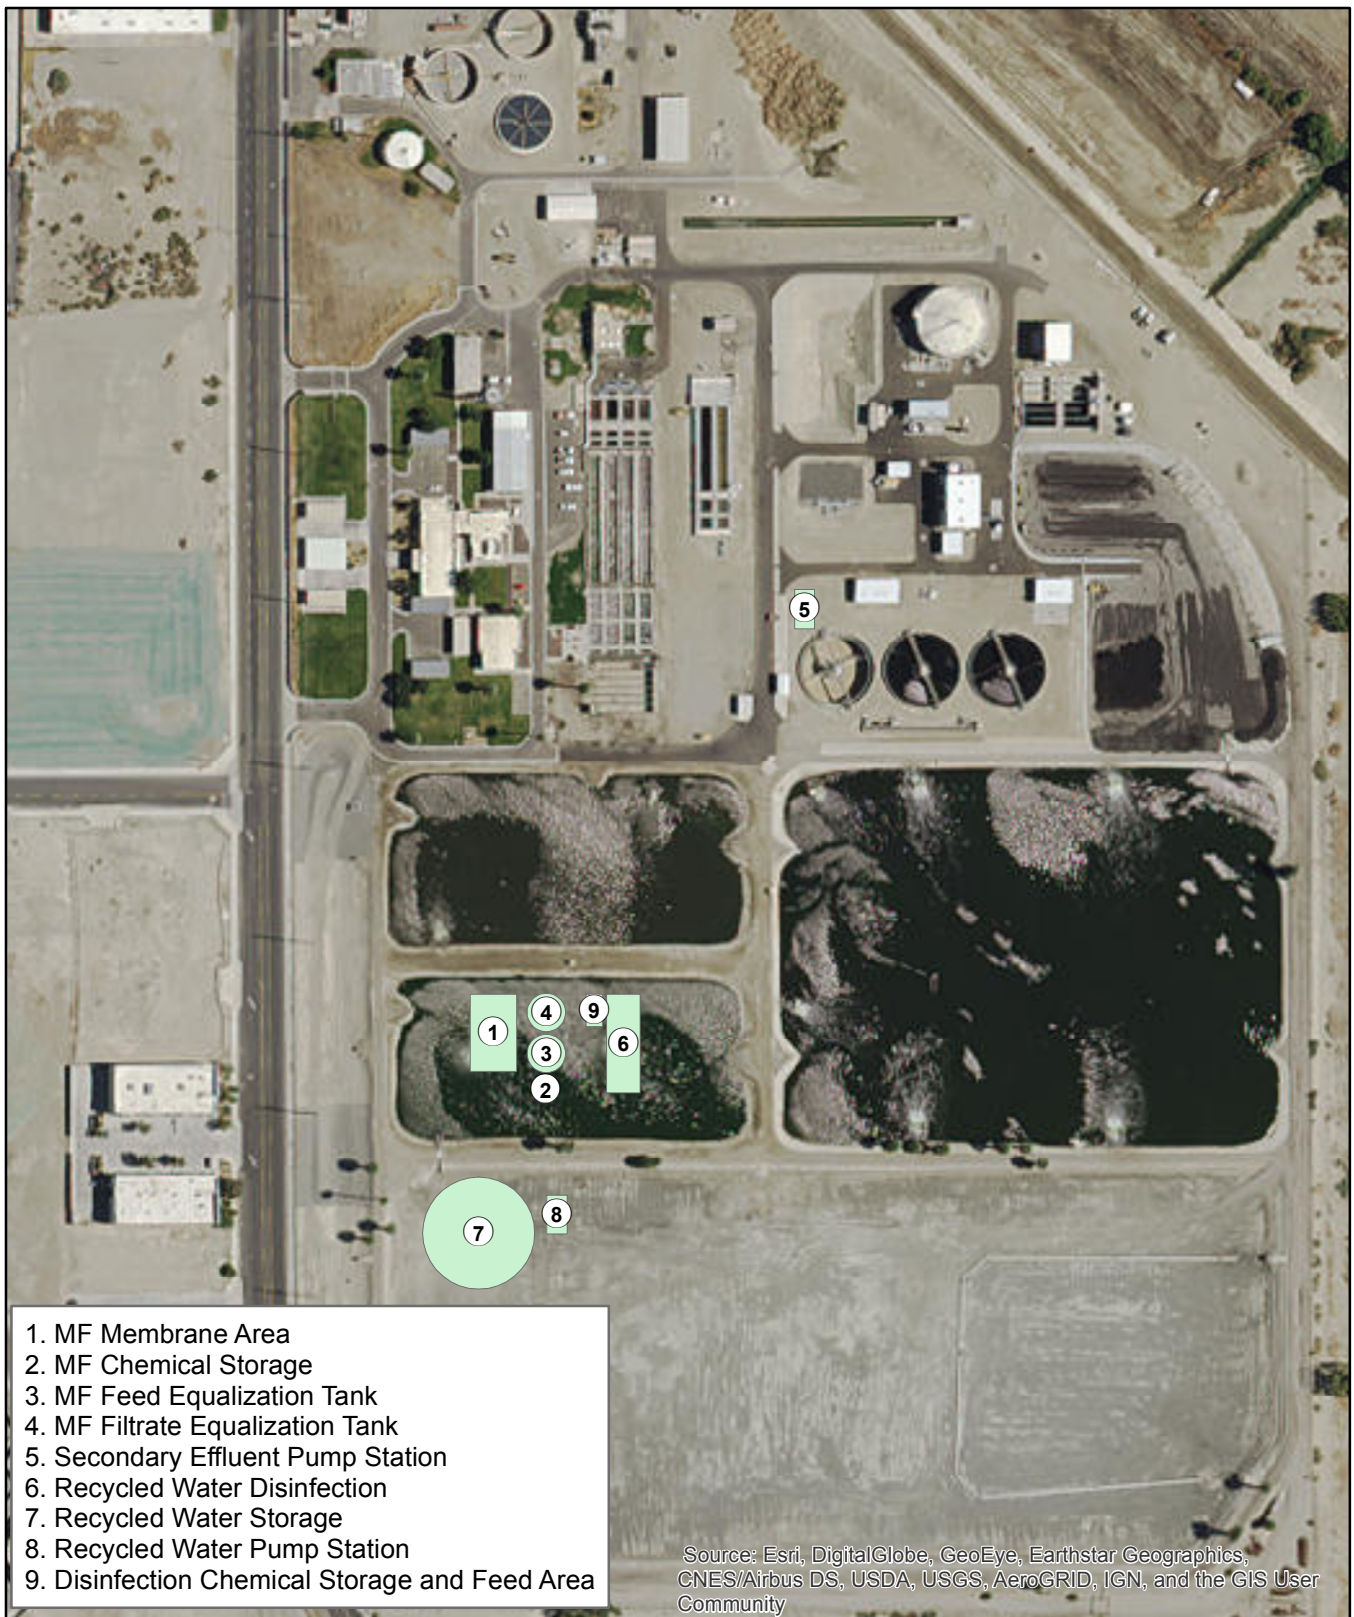 5
4
9
1
6
3
2
8
7
1. MF Membrane Area
2. MF Chemical Storage
3. MF Feed Equalization Tank
4. MF Filtrate Equalization Tank
5. Secondary Effluent Pump Station
6. Recycled Water Disinfection
7. Recycled Water Storage
8. Recycled Water Pump Station
9. Disinfection Chemical Storage and Feed Area
Source: Esri, DigitalGlobe, GeoEye, Earthstar Geographics,
CNES/Airbus DS, USDA, USGS, AeroGRID, IGN, and the GIS User
Community